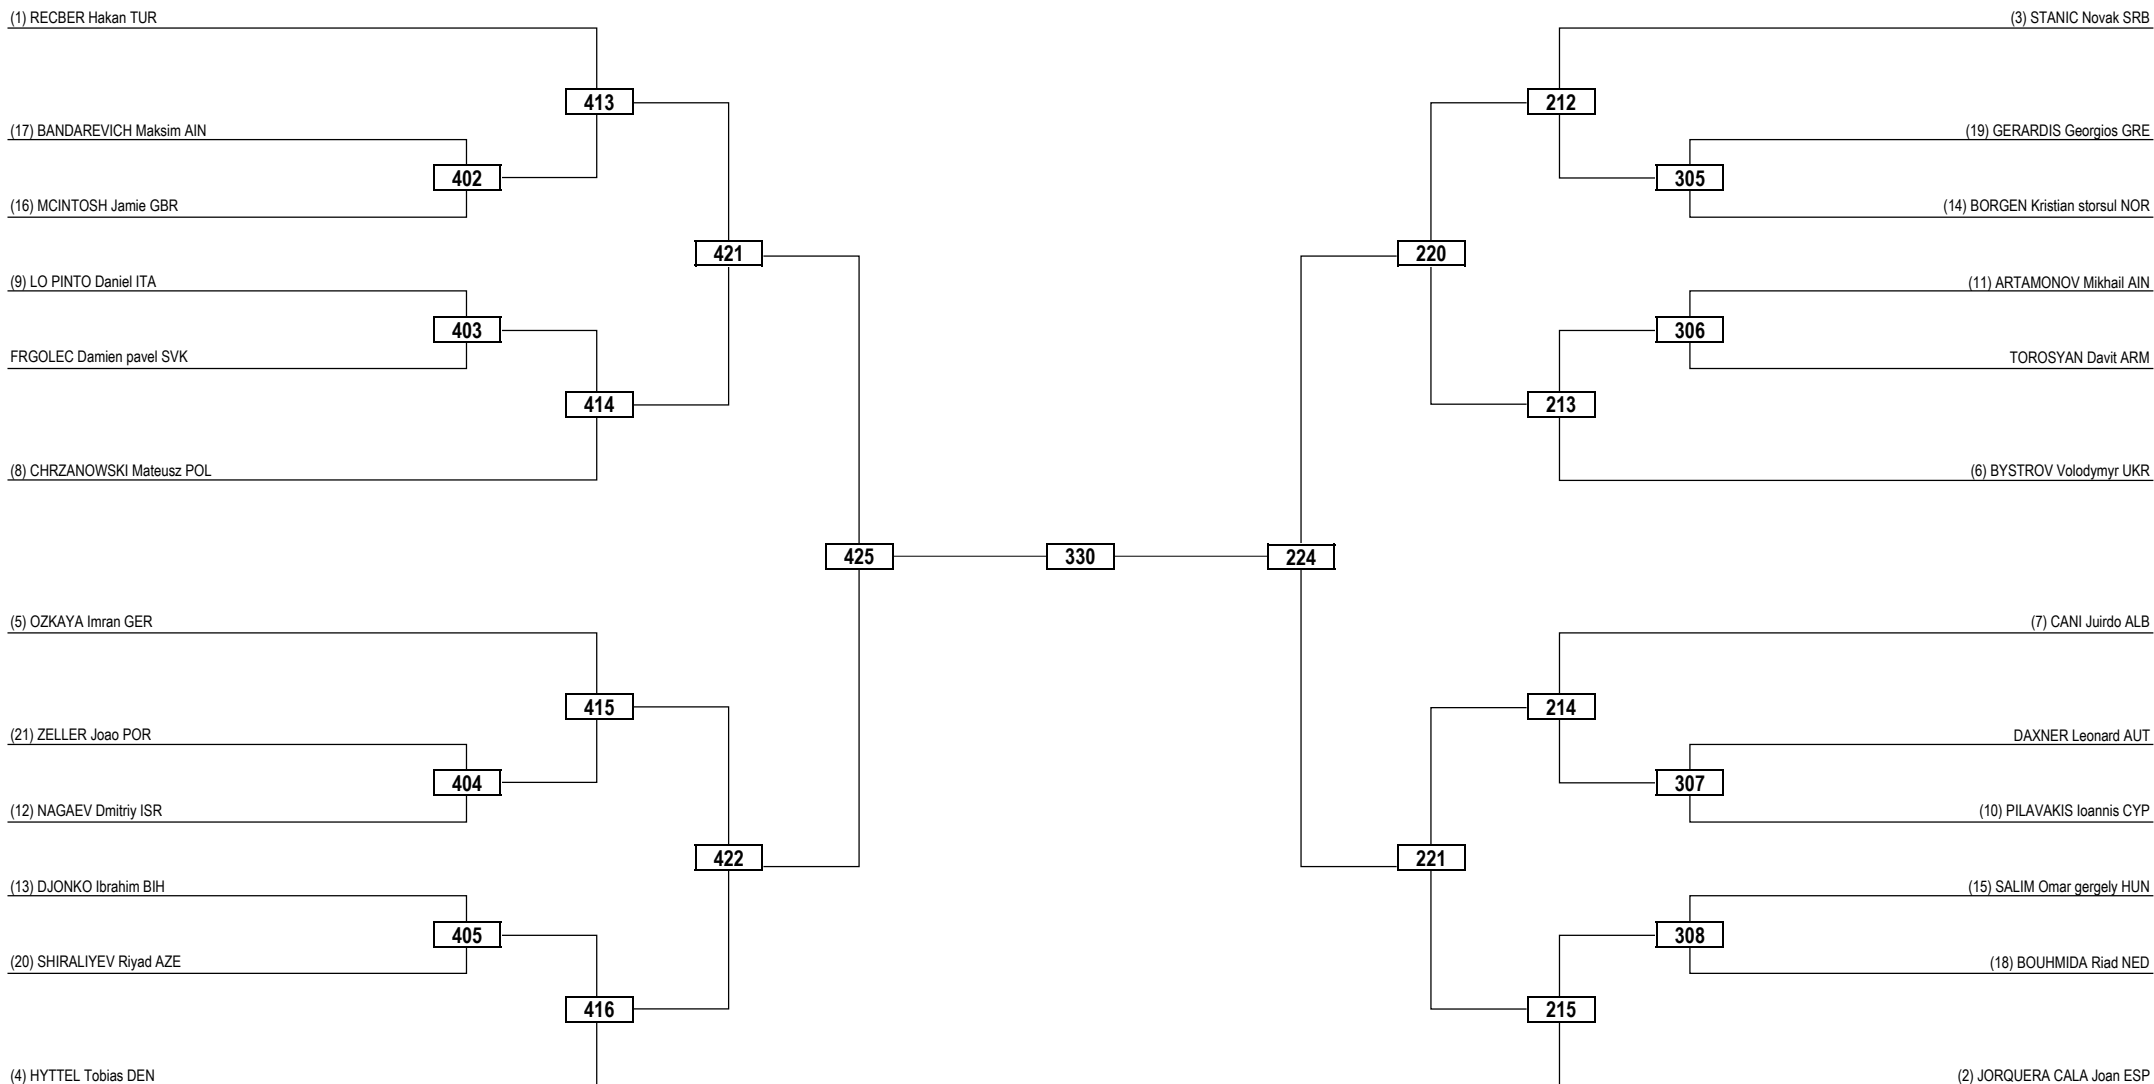 (1) RECBER Hakan TUR
(3) STANIC Novak SRB
413
212
(17) BANDAREVICH Maksim AIN
(19) GERARDIS Georgios GRE
402
305
(16) MCINTOSH Jamie GBR
(14) BORGEN Kristian storsul NOR
421
220
(9) LO PINTO Daniel ITA
(11) ARTAMONOV Mikhail AIN
403
306
FRGOLEC Damien pavel SVK
TOROSYAN Davit ARM
414
213
(8) CHRZANOWSKI Mateusz POL
(6) BYSTROV Volodymyr UKR
425
330
224
(5) OZKAYA Imran GER
(7) CANI Juirdo ALB
415
214
(21) ZELLER Joao POR
DAXNER Leonard AUT
404
307
(12) NAGAEV Dmitriy ISR
(10) PILAVAKIS Ioannis CYP
422
221
(13) DJONKO Ibrahim BIH
(15) SALIM Omar gergely HUN
405
308
(20) SHIRALIYEV Riyad AZE
(18) BOUHMIDA Riad NED
416
215
(4) HYTTEL Tobias DEN
(2) JORQUERA CALA Joan ESP